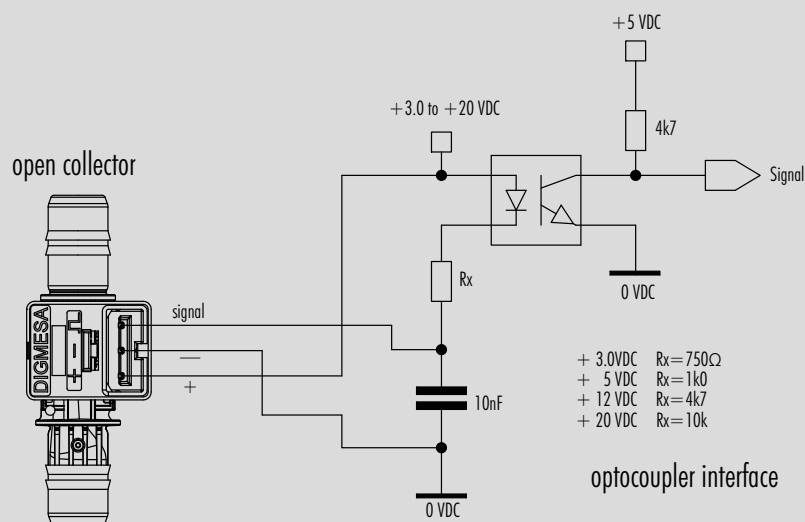 +5 VDC
+3.0 to +20 VDC
4k7
open collector
Signal
Rx
0 VDC
signal
—
+
DIGMESA
+ 3.0VDC Rx=750Ω
+ 5 VDC Rx=1k0
+ 12 VDC Rx=4k7
+ 20 VDC Rx=10k
10nF
optocoupler interface
0 VDC